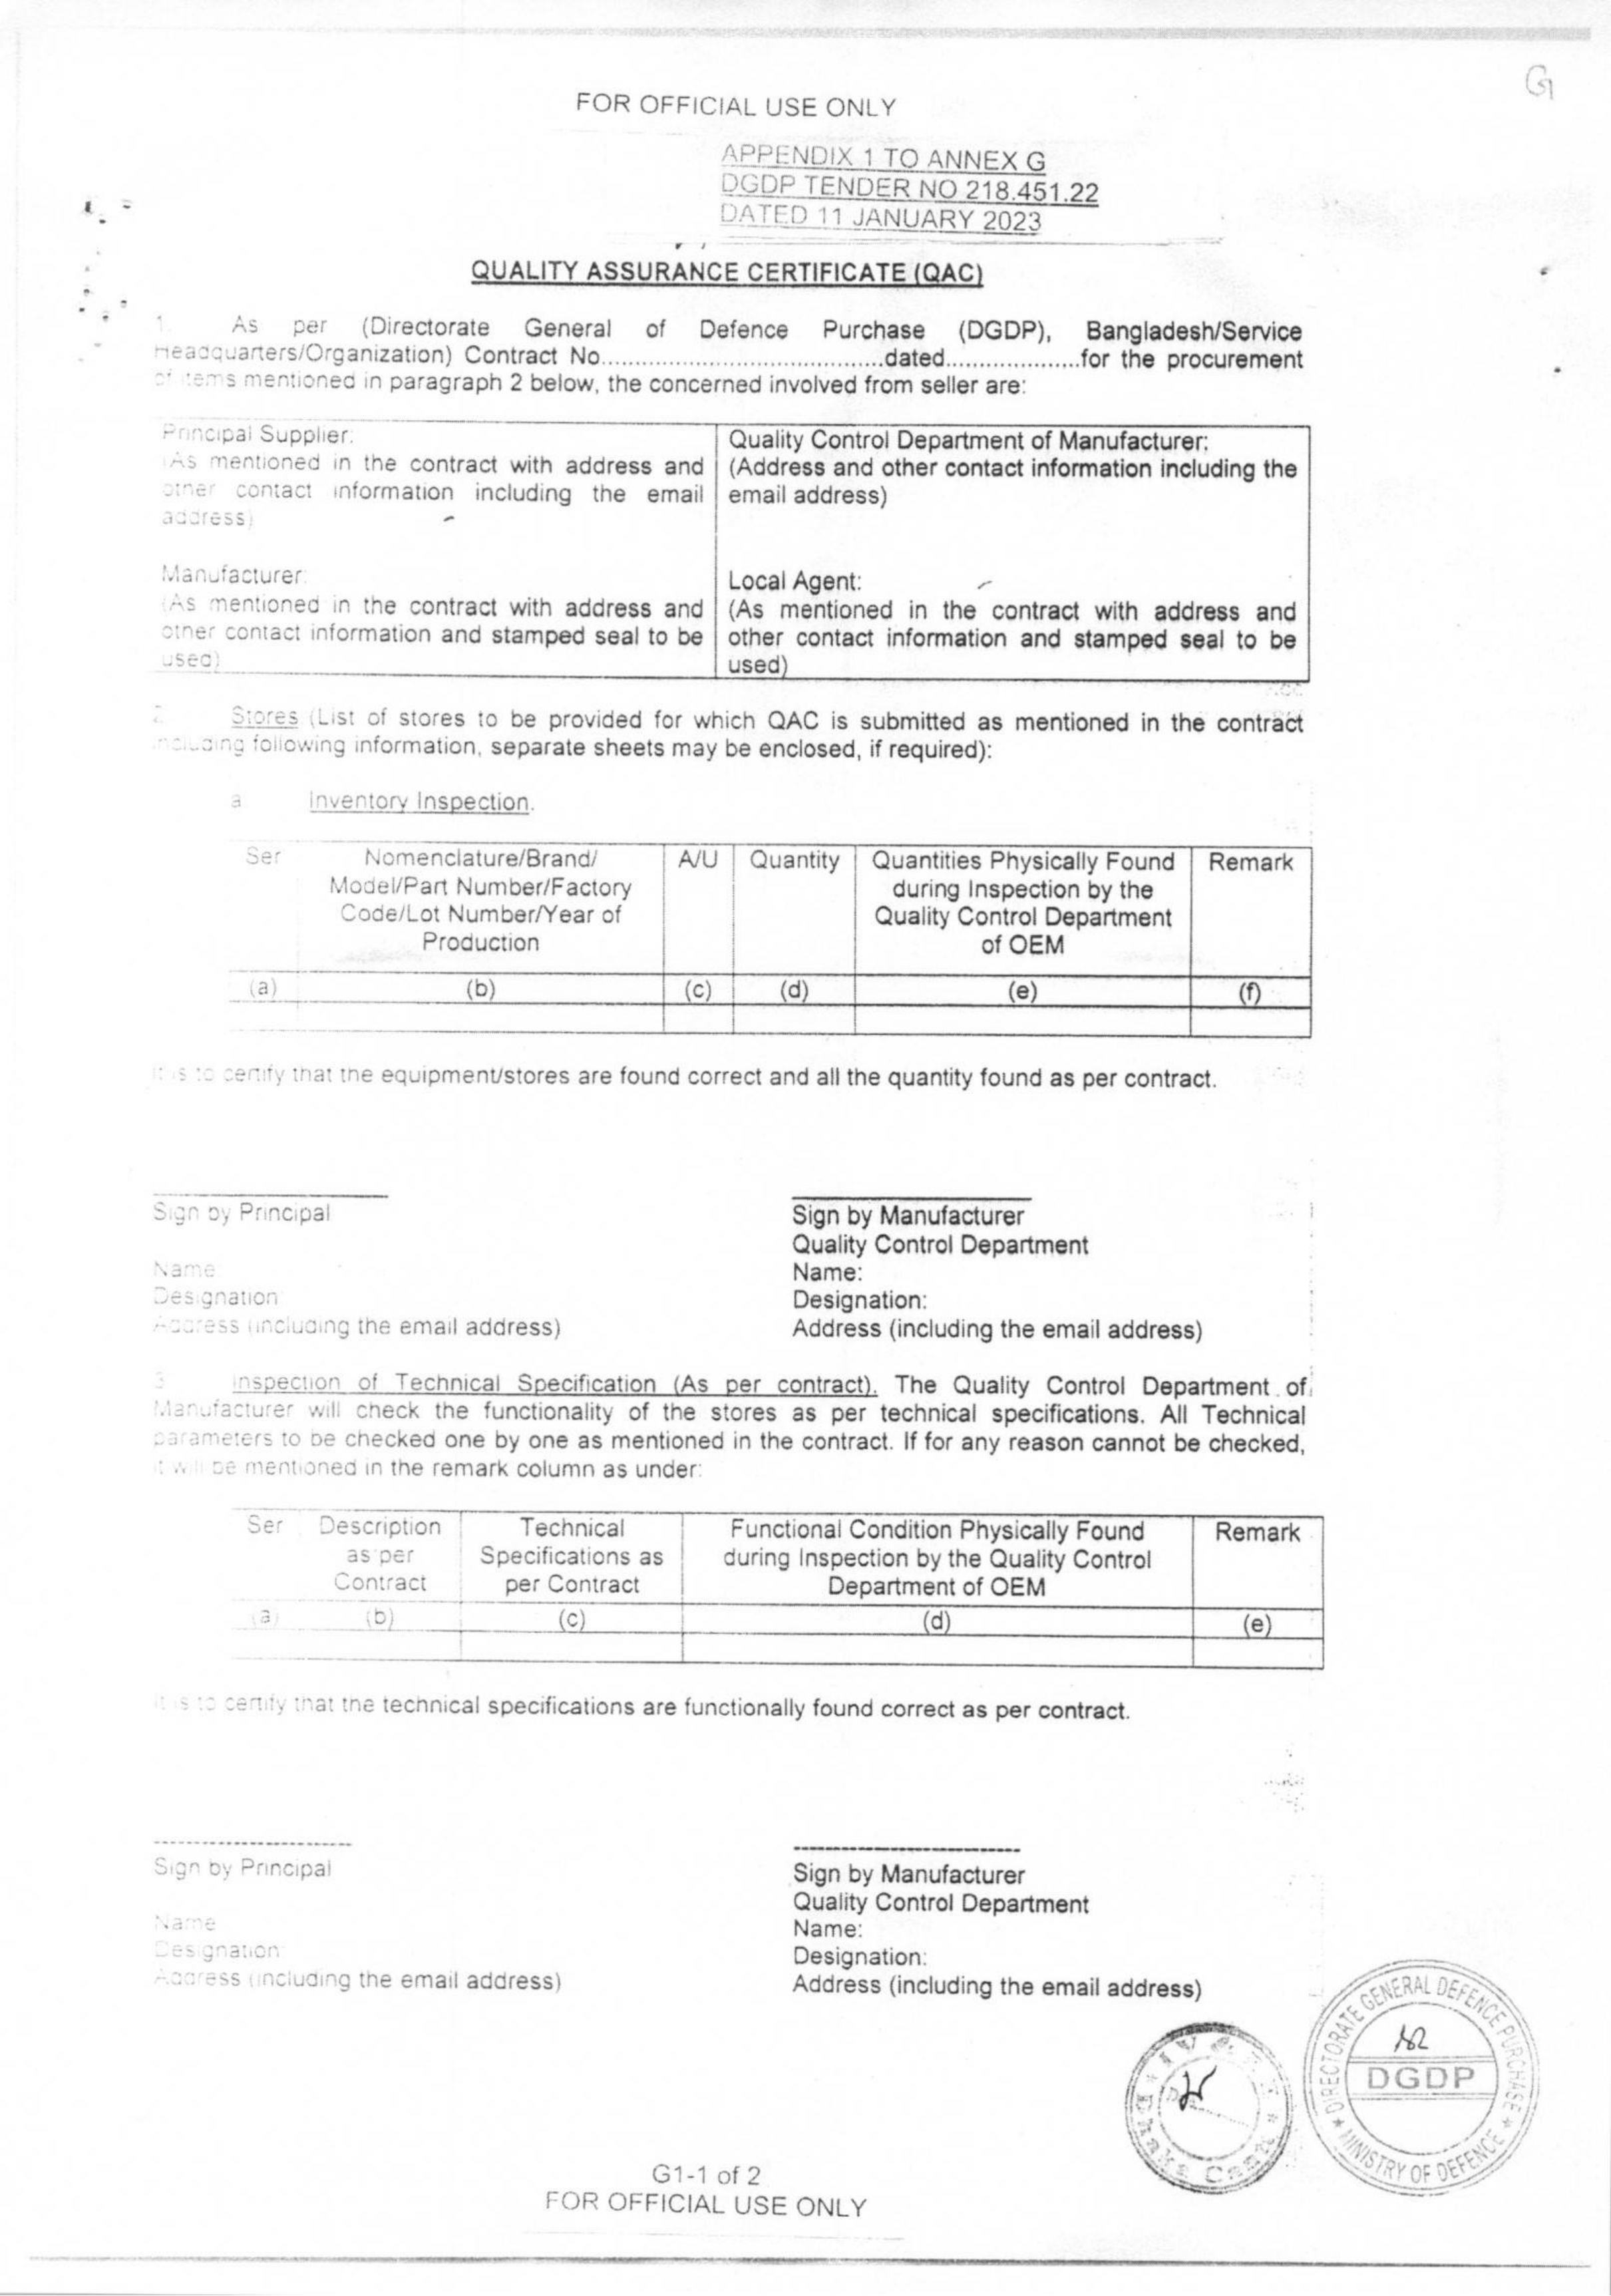 G
FOR OFFICIAL USE ONLY
APPENDIX 1 TO ANNEX G
DGDP TENDER NO 218.451.22
DATED 11 JANUARY 2023
QUALITY ASSURANCE CERTIFICATE (QAC)
1. As per (Directorate General of Defence Purchase (DGDP), Bangladesh/Service
Headquarters/Organization) Contract No..........................................dated....................for the procurement
of items mentioned in paragraph 2 below, the concerned involved from seller are:
Principal Supplier:
(As mentioned in the contract with address and
other contact information including the email
address)
Manufacturer:
(As mentioned in the contract with address and
other contact information and stamped seal to be
used)
Quality Control Department of Manufacturer:
(Address and other contact information including the
email address)
Local Agent:
(As mentioned in the contract with address and
other contact information and stamped seal to be
used)
2. Stores (List of stores to be provided for which QAC is submitted as mentioned in the contract
including following information, separate sheets may be enclosed, if required):
a Inventory Inspection.
Ser
Nomenclature/Brand/
Model/Part Number/Factory
Code/Lot Number/Year of
Production
A/U
Quantity
Quantities Physically Found
during Inspection by the
Quality Control Department
of OEM
Remark
(a) (b) (c) (d) (e) (f)
It is to certify that the equipment/stores are found correct and all the quantity found as per contract.
Sign by Principal
Name
Designation
Address (including the email address)
Sign by Manufacturer
Quality Control Department
Name:
Designation:
Address (including the email address)
3 Inspection of Technical Specification (As per contract). The Quality Control Department of
Manufacturer will check the functionality of the stores as per technical specifications. All Technical
parameters to be checked one by one as mentioned in the contract. If for any reason cannot be checked,
it will be mentioned in the remark column as under:
Ser
Description
as per
Contract
Technical
Specifications as
per Contract
Functional Condition Physically Found
during Inspection by the Quality Control
Department of OEM
Remark
(a) (b) (c) (d) (e)
It is to certify that the technical specifications are functionally found correct as per contract.
Sign by Principal
Name
Designation:
Address (including the email address)
Sign by Manufacturer
Quality Control Department
Name:
Designation:
Address (including the email address)
DIRECTORATE GENERAL DEFENCE PURCHASE
DGDP
MINISTRY OF DEFENCE
Dhaka Cantt
G1-1 of 2
FOR OFFICIAL USE ONLY